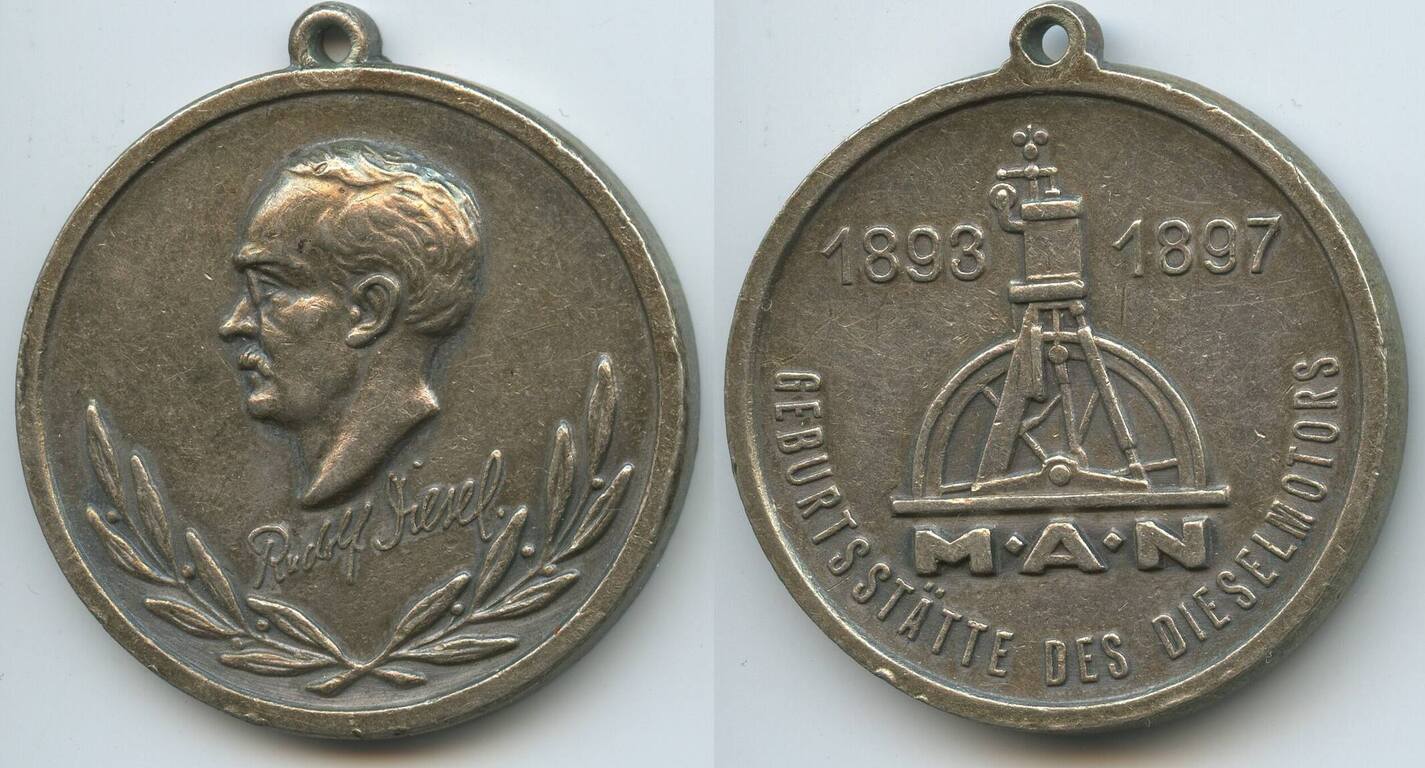 Rudolf Diesel.
1893 1897
M·A·N
GEBURTSSTÄTTE DES DIESELMOTORS